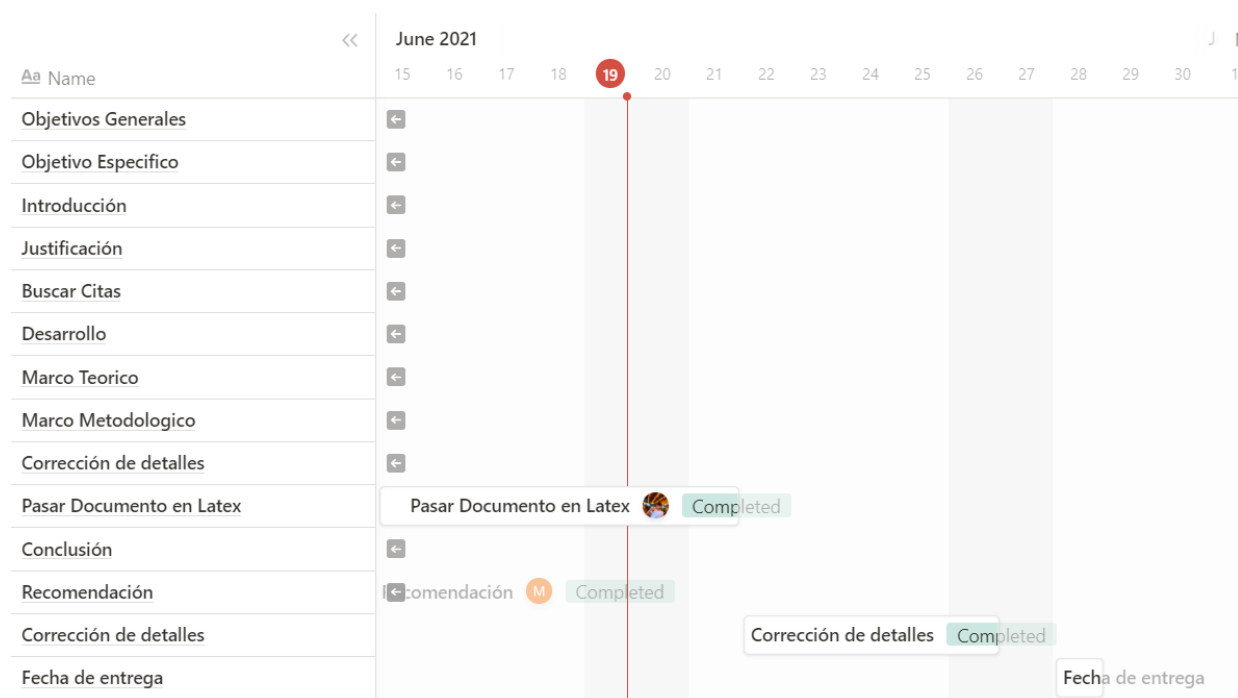 June 2021
Aa Name
15 16 17 18 19 20 21 22 23 24 25 26 27 28 29 30
Objetivos Generales
Objetivo Especifico
Introducción
Justificación
Buscar Citas
Desarrollo
Marco Teorico
Marco Metodologico
Corrección de detalles
Pasar Documento en Latex Pasar Documento en Latex Completed
Conclusión
Recomendación Recomendación M Completed
Corrección de detalles Corrección de detalles Completed
Fecha de entrega Fecha de entrega